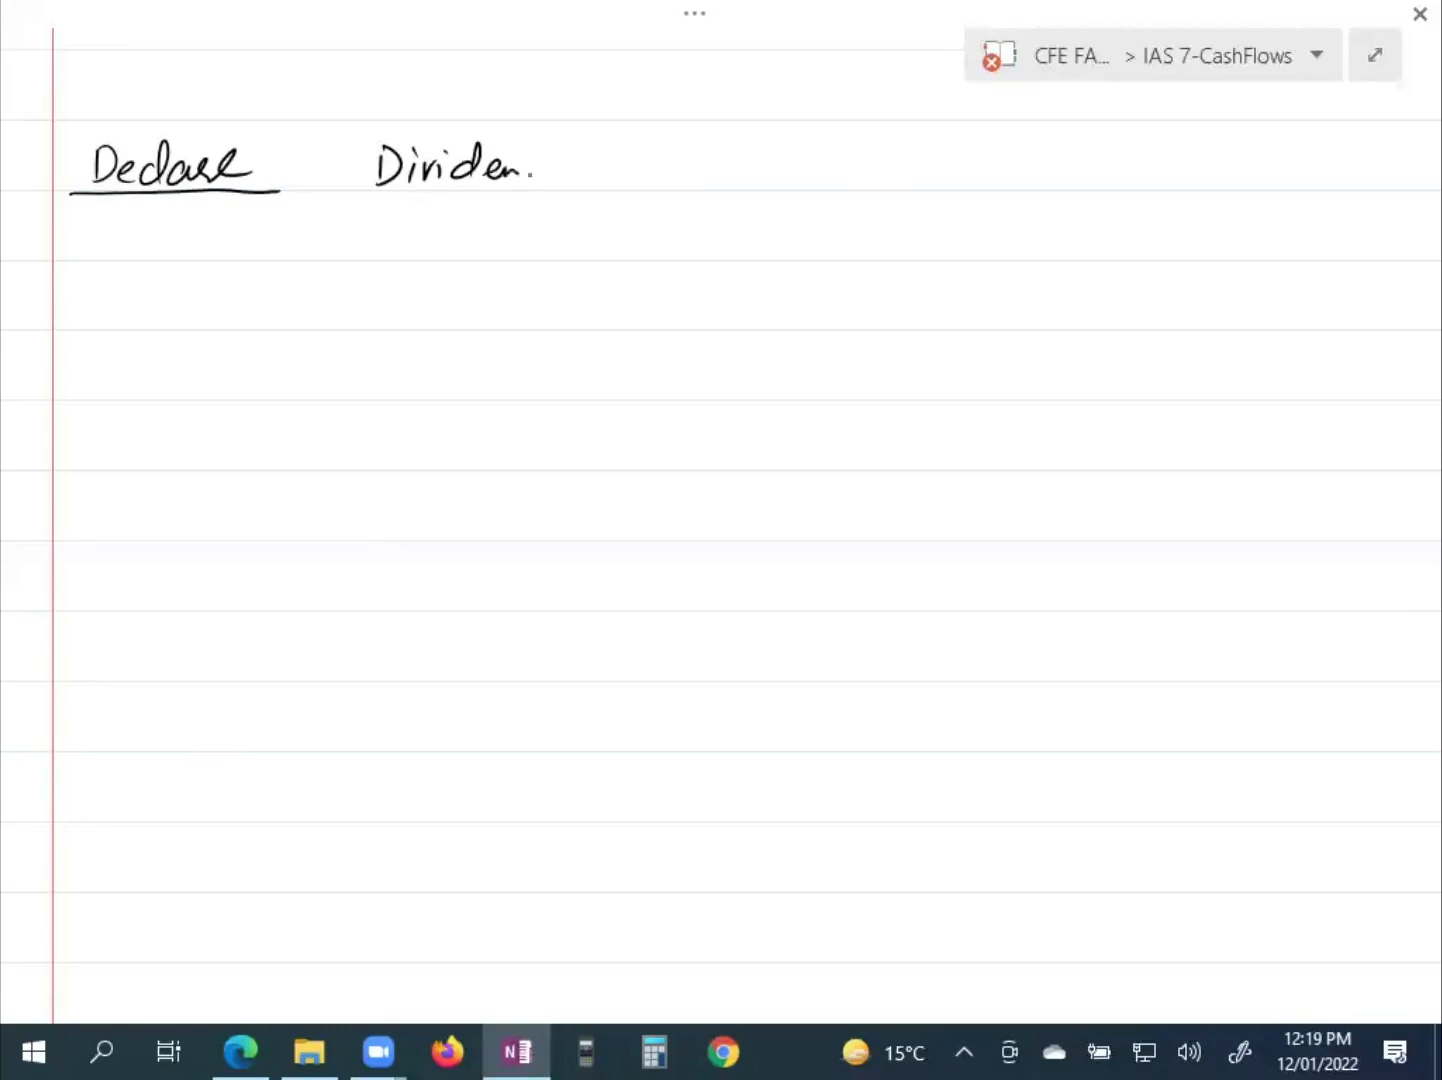 CFE FA... > IAS 7-CashFlows
Declare Dividen
15°C
12:19 PM
12/01/2022